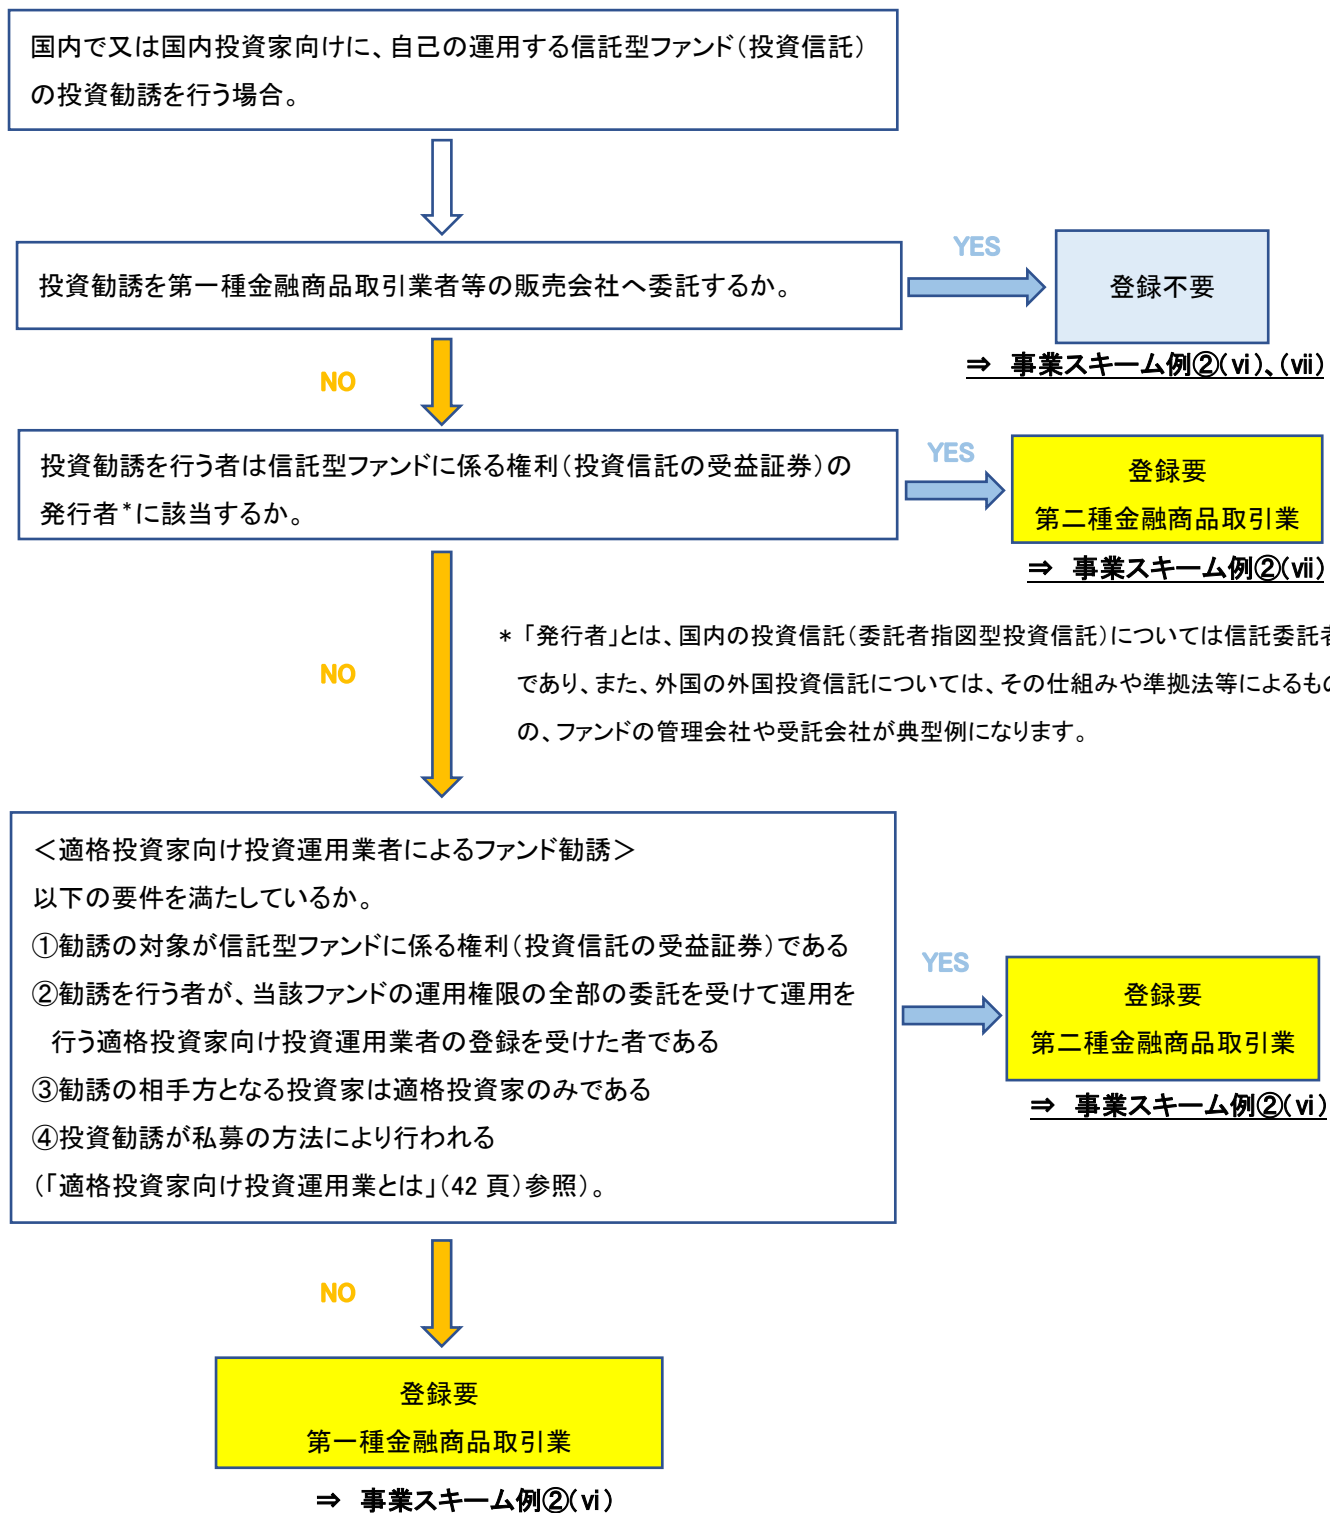 国内で又は国内投資家向けに、自己の運用する信託型ファンド（投資信託）
の投資勧誘を行う場合。
投資勧誘を第一種金融商品取引業者等の販売会社へ委託するか。
YES
登録不要
⇒ 事業スキーム例②(ⅵ)、(ⅶ)
NO
投資勧誘を行う者は信託型ファンドに係る権利（投資信託の受益証券）の
発行者*に該当するか。
YES
登録要
第二種金融商品取引業
⇒ 事業スキーム例②(ⅶ)
NO
* 「発行者」とは、国内の投資信託（委託者指図型投資信託）については信託委託者
であり、また、外国の外国投資信託については、その仕組みや準拠法等によるもの
の、ファンドの管理会社や受託会社が典型例になります。
＜適格投資家向け投資運用業者によるファンド勧誘＞
以下の要件を満たしているか。
①勧誘の対象が信託型ファンドに係る権利（投資信託の受益証券）である
②勧誘を行う者が、当該ファンドの運用権限の全部の委託を受けて運用を
行う適格投資家向け投資運用業者の登録を受けた者である
③勧誘の相手方となる投資家は適格投資家のみである
④投資勧誘が私募の方法により行われる
（「適格投資家向け投資運用業とは」（42 頁）参照）。
YES
登録要
第二種金融商品取引業
⇒ 事業スキーム例②(ⅵ)
NO
登録要
第一種金融商品取引業
⇒ 事業スキーム例②(ⅵ)